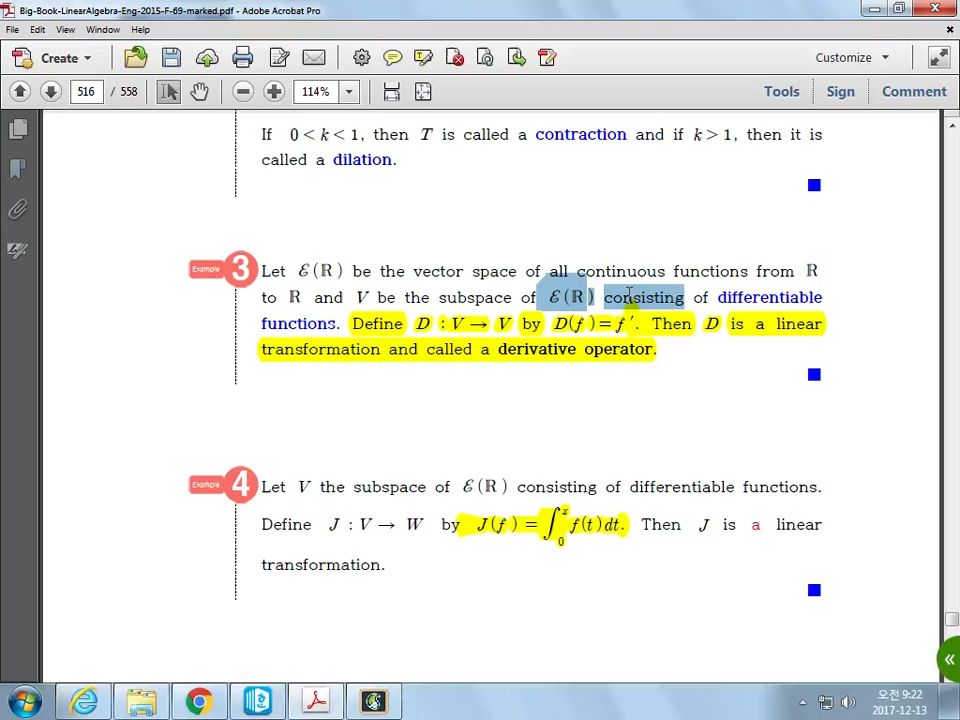 Big-Book-LinearAlgebra-Eng-2015-F-69-marked.pdf - Adobe Acrobat Pro
File Edit View Window Help
Create Customize
516 / 558 114% Tools Sign Comment
If 0 < k < 1, then T is called a contraction and if k > 1, then it is
called a dilation.
Example 3 Let ℰ(ℝ) be the vector space of all continuous functions from ℝ
to ℝ and V be the subspace of ℰ(ℝ) consisting of differentiable
functions. Define D : V → V by D(f) = f′. Then D is a linear
transformation and called a derivative operator.
Example 4 Let V the subspace of ℰ(ℝ) consisting of differentiable functions.
Define J : V → W by J(f) = ∫₀ˣ f(t)dt. Then J is a linear
transformation.
오전 9:22
2017-12-13